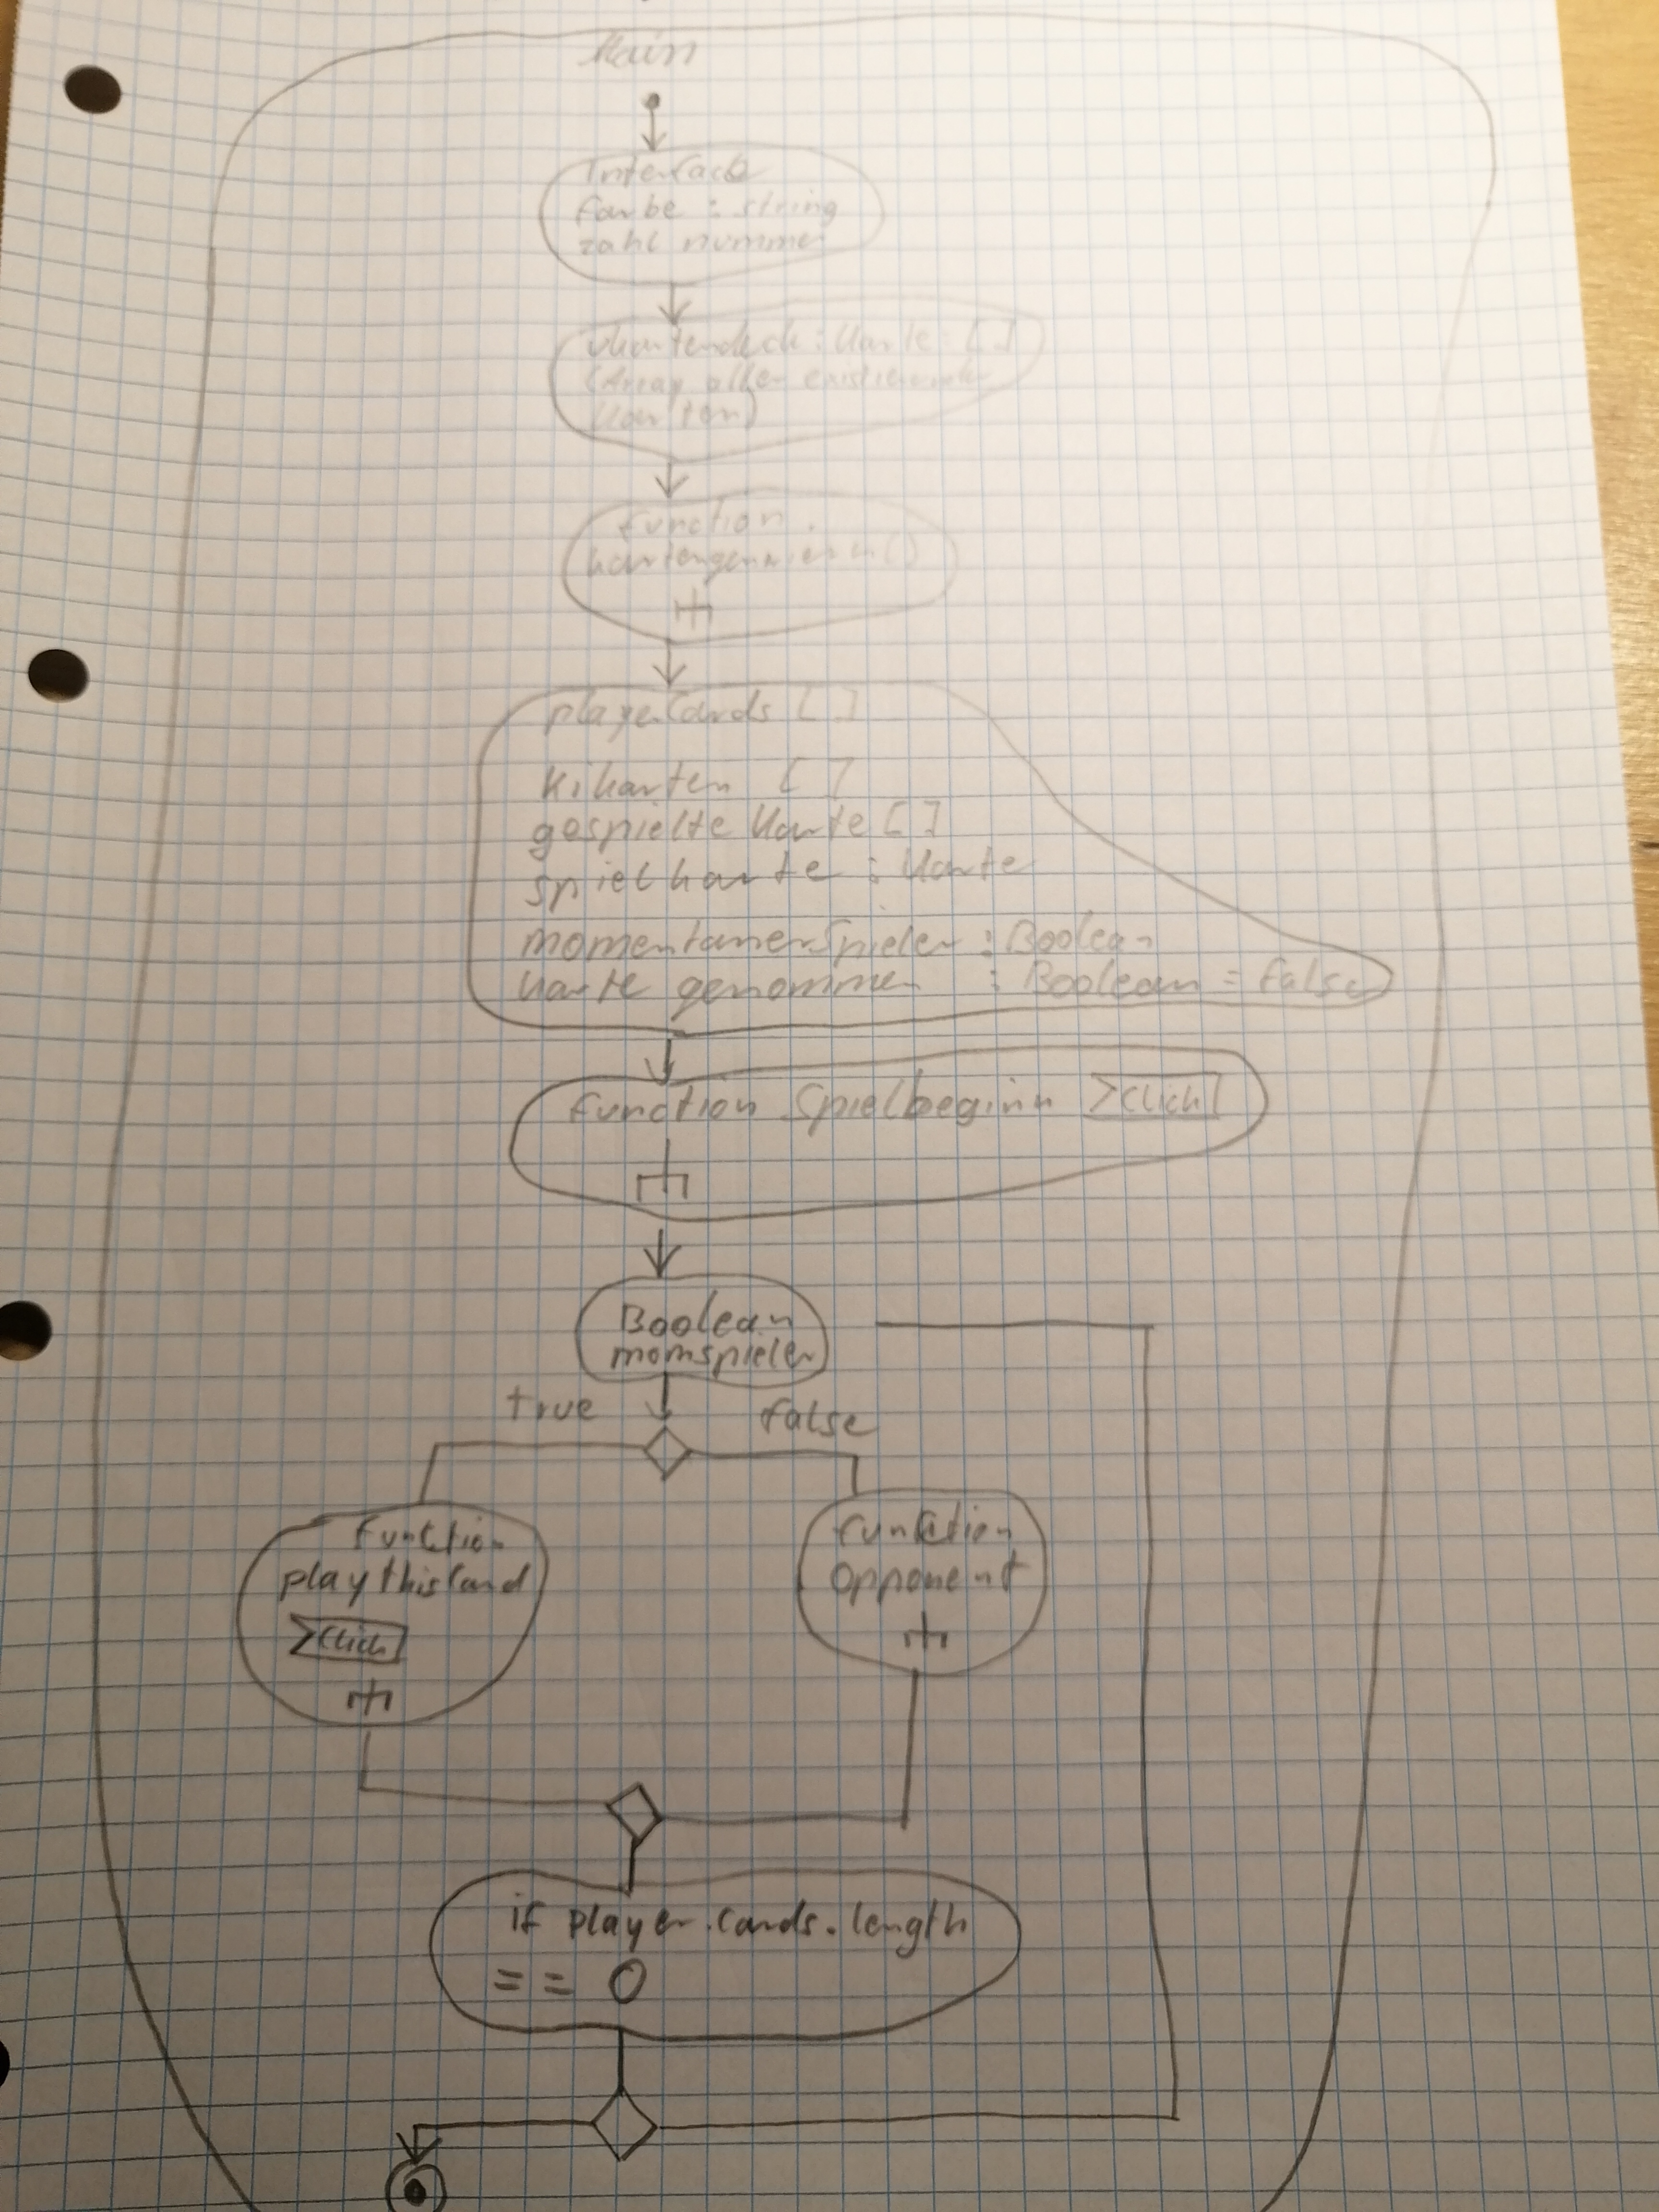 Main
Interface
farbe : string
zahl nummer
kartendeck : Karte [ ]
(Array aller existierender
Karten)
function
kartengenerieren()
playerCards [ ]
Kikarten [ ]
gespielte Karte [ ]
spielkarte : Karte
momentanerSpieler : Boolean
karte genommen : Boolean = false
function Spielbeginn Click
Boolean
momspieler
true false
Function
playthisCard
Click
function
Opponent
if player.cards.length
== 0